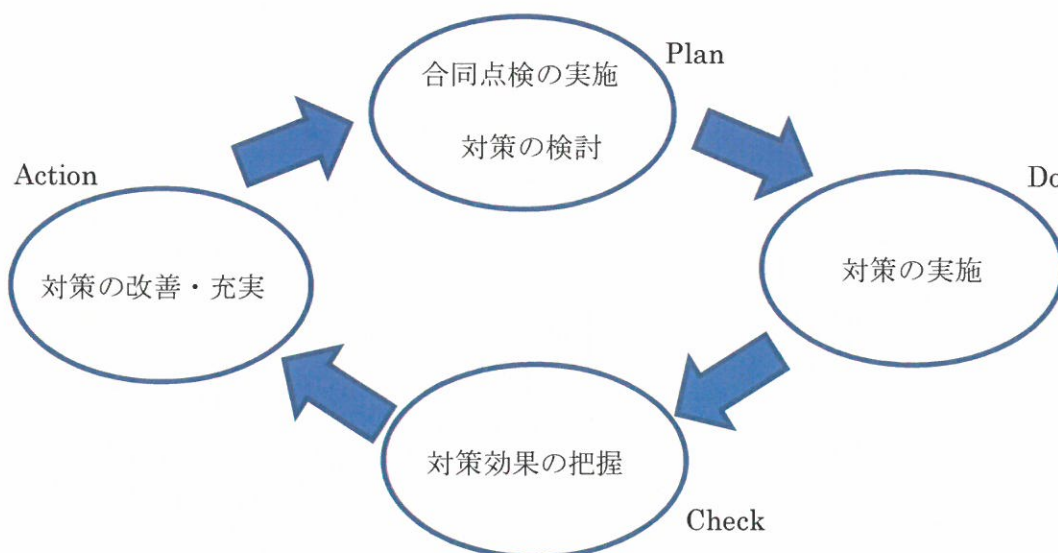 合同点検の実施
対策の検討
Plan
Do
対策の実施
対策効果の把握
Check
Action
対策の改善・充実